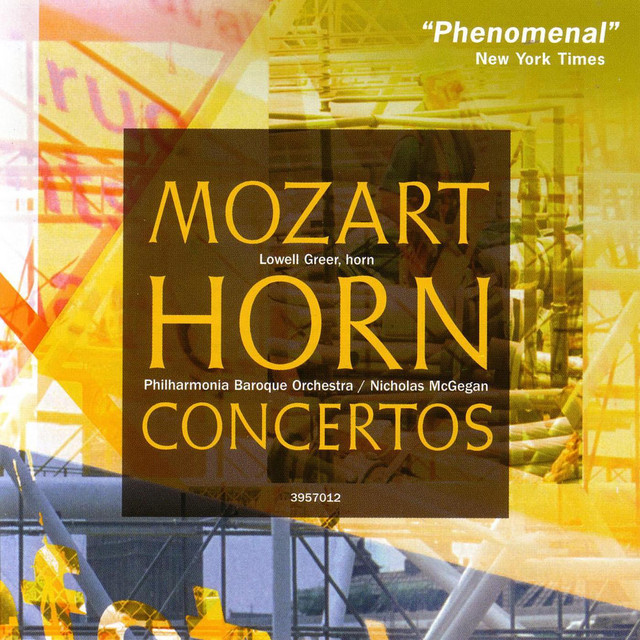 “Phenomenal”
New York Times
MOZART
Lowell Greer, horn
HORN
Philharmonia Baroque Orchestra / Nicholas McGegan
CONCERTOS
3957012